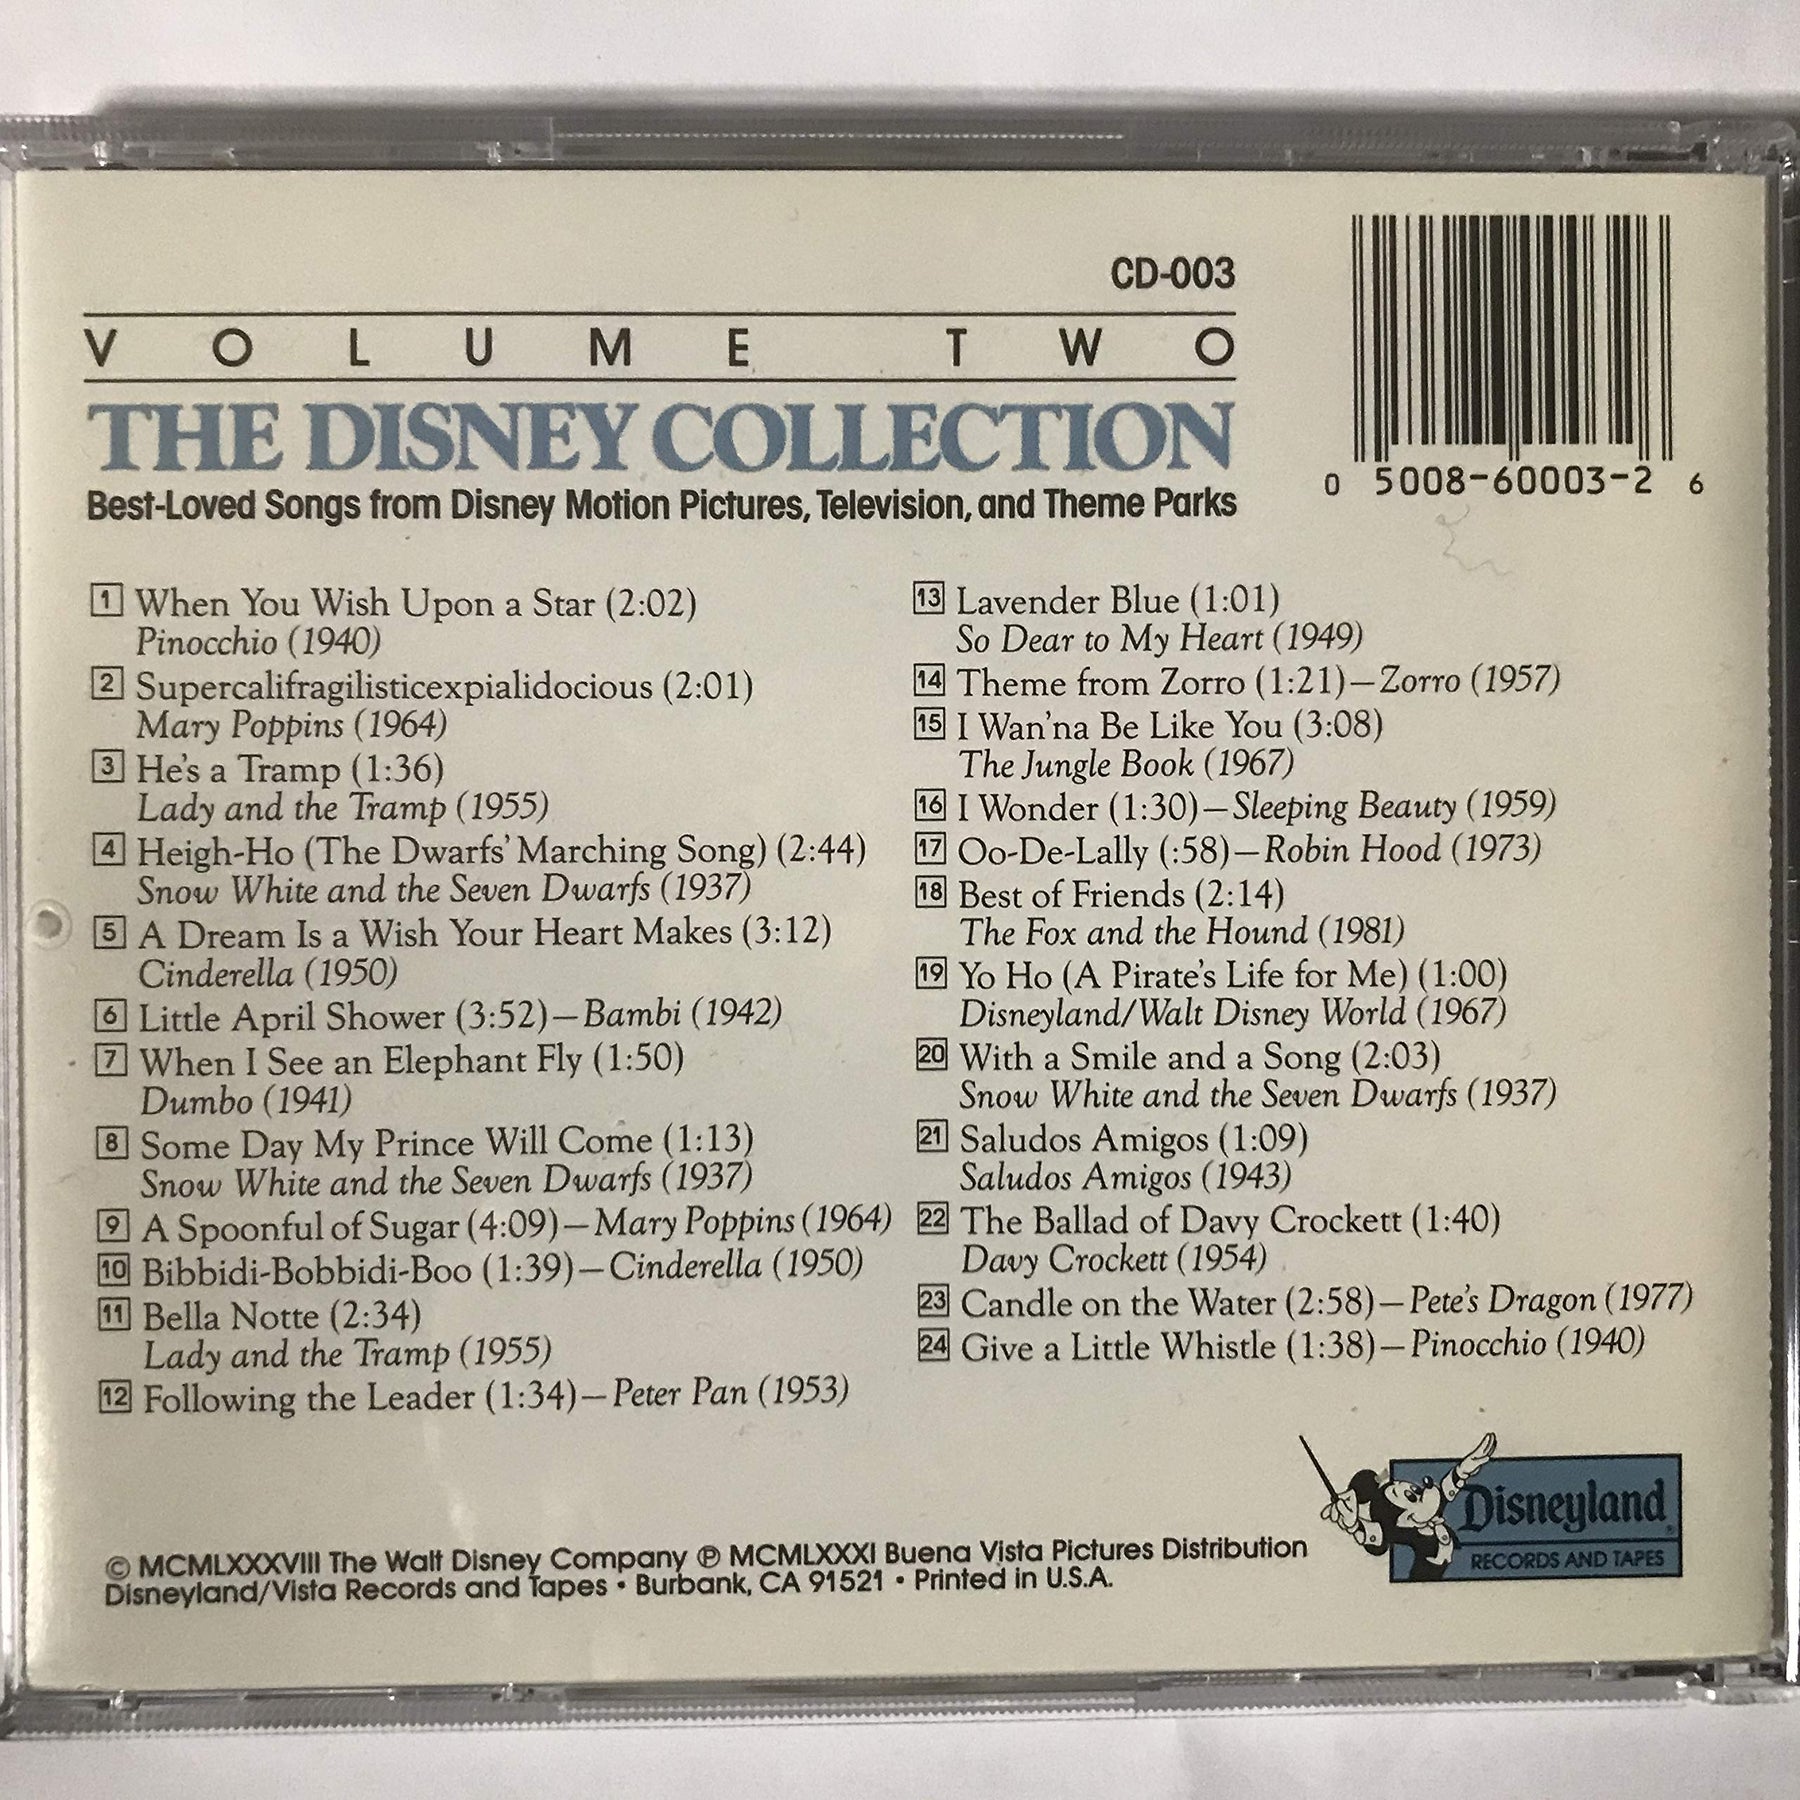 CD-003
VOLUME TWO
THE DISNEY COLLECTION
Best-Loved Songs from Disney Motion Pictures, Television, and Theme Parks
0 5008-60003-2 6
1 When You Wish Upon a Star (2:02)
Pinocchio (1940)
2 Supercalifragilisticexpialidocious (2:01)
Mary Poppins (1964)
3 He's a Tramp (1:36)
Lady and the Tramp (1955)
4 Heigh-Ho (The Dwarfs' Marching Song) (2:44)
Snow White and the Seven Dwarfs (1937)
5 A Dream Is a Wish Your Heart Makes (3:12)
Cinderella (1950)
6 Little April Shower (3:52)—Bambi (1942)
7 When I See an Elephant Fly (1:50)
Dumbo (1941)
8 Some Day My Prince Will Come (1:13)
Snow White and the Seven Dwarfs (1937)
9 A Spoonful of Sugar (4:09)—Mary Poppins (1964)
10 Bibbidi-Bobbidi-Boo (1:39)—Cinderella (1950)
11 Bella Notte (2:34)
Lady and the Tramp (1955)
12 Following the Leader (1:34)—Peter Pan (1953)
13 Lavender Blue (1:01)
So Dear to My Heart (1949)
14 Theme from Zorro (1:21)—Zorro (1957)
15 I Wan'na Be Like You (3:08)
The Jungle Book (1967)
16 I Wonder (1:30)—Sleeping Beauty (1959)
17 Oo-De-Lally (:58)—Robin Hood (1973)
18 Best of Friends (2:14)
The Fox and the Hound (1981)
19 Yo Ho (A Pirate's Life for Me) (1:00)
Disneyland/Walt Disney World (1967)
20 With a Smile and a Song (2:03)
Snow White and the Seven Dwarfs (1937)
21 Saludos Amigos (1:09)
Saludos Amigos (1943)
22 The Ballad of Davy Crockett (1:40)
Davy Crockett (1954)
23 Candle on the Water (2:58)—Pete's Dragon (1977)
24 Give a Little Whistle (1:38)—Pinocchio (1940)
Disneyland
RECORDS AND TAPES
© MCMLXXXVIII The Walt Disney Company ℗ MCMLXXXI Buena Vista Pictures Distribution
Disneyland/Vista Records and Tapes • Burbank, CA 91521 • Printed in U.S.A.